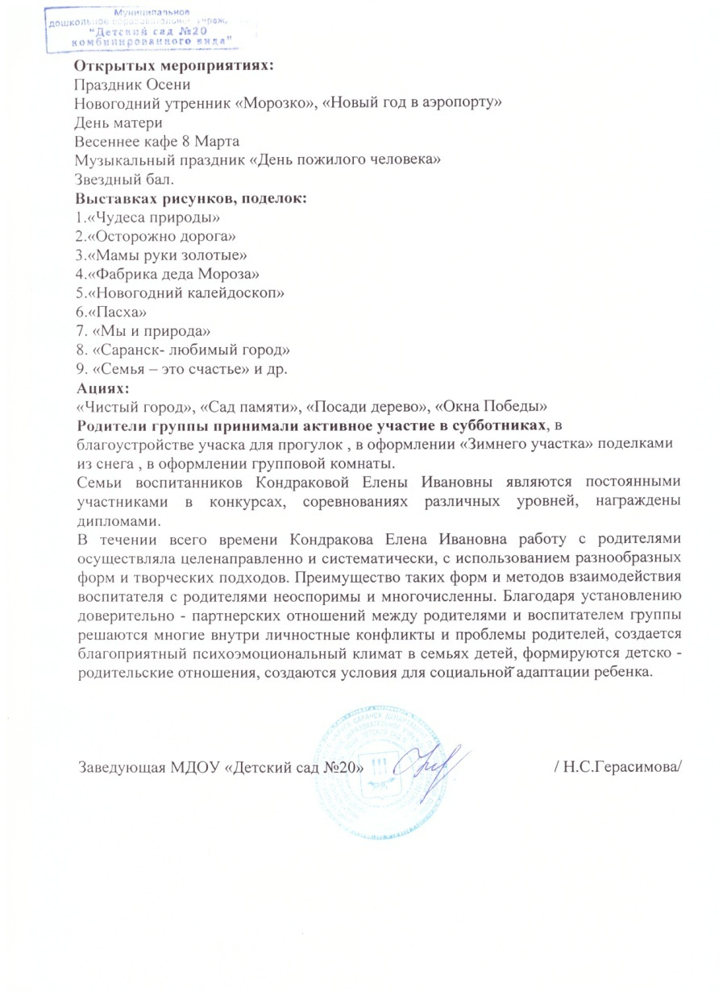 Муниципальное
дошкольное образовательное
"Детский сад №20
комбинированного вида"
Открытых мероприятиях:
Праздник Осени
Новогодний утренник «Морозко», «Новый год в аэропорту»
День матери
Весеннее кафе 8 Марта
Музыкальный праздник «День пожилого человека»
Звездный бал.
Выставках рисунков, поделок:
1.«Чудеса природы»
2.«Осторожно дорога»
3.«Мамы руки золотые»
4.«Фабрика деда Мороза»
5.«Новогодний калейдоскоп»
6.«Пасха»
7. «Мы и природа»
8. «Саранск- любимый город»
9. «Семья – это счастье» и др.
Ациях:
«Чистый город», «Сад памяти», «Посади дерево», «Окна Победы»
Родители группы принимали активное участие в субботниках, в
благоустройстве учаска для прогулок , в оформлении «Зимнего участка» поделками
из снега , в оформлении групповой комнаты.
Семьи воспитанников Кондраковой Елены Ивановны являются постоянными
участниками в конкурсах, соревнованиях различных уровней, награждены
дипломами.
В течении всего времени Кондракова Елена Ивановна работу с родителями
осуществляла целенаправленно и систематически, с использованием разнообразных
форм и творческих подходов. Преимущество таких форм и методов взаимодействия
воспитателя с родителями неоспоримы и многочисленны. Благодаря установлению
доверительно - партнерских отношений между родителями и воспитателем группы
решаются многие внутри личностные конфликты и проблемы родителей, создается
благоприятный психоэмоциональный климат в семьях детей, формируются детско -
родительские отношения, создаются условия для социальной адаптации ребенка.
Заведующая МДОУ «Детский сад №20» / Н.С.Герасимова/